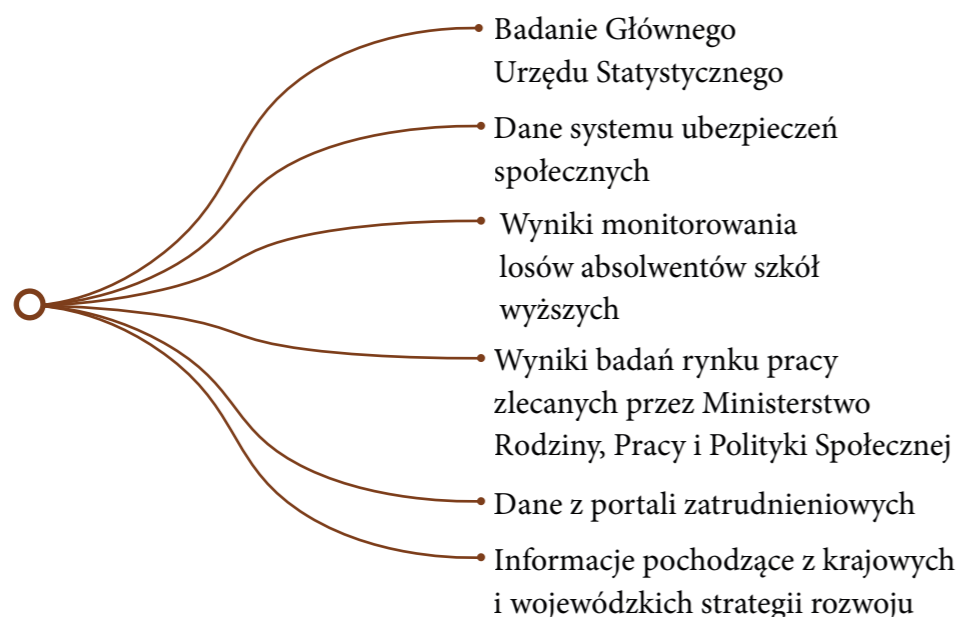 Badanie Głównego
Urzędu Statystycznego
Dane systemu ubezpieczeń
społecznych
Wyniki monitorowania
losów absolwentów szkół
wyższych
Wyniki badań rynku pracy
zlecanych przez Ministerstwo
Rodziny, Pracy i Polityki Społecznej
Dane z portali zatrudnieniowych
Informacje pochodzące z krajowych
i wojewódzkich strategii rozwoju